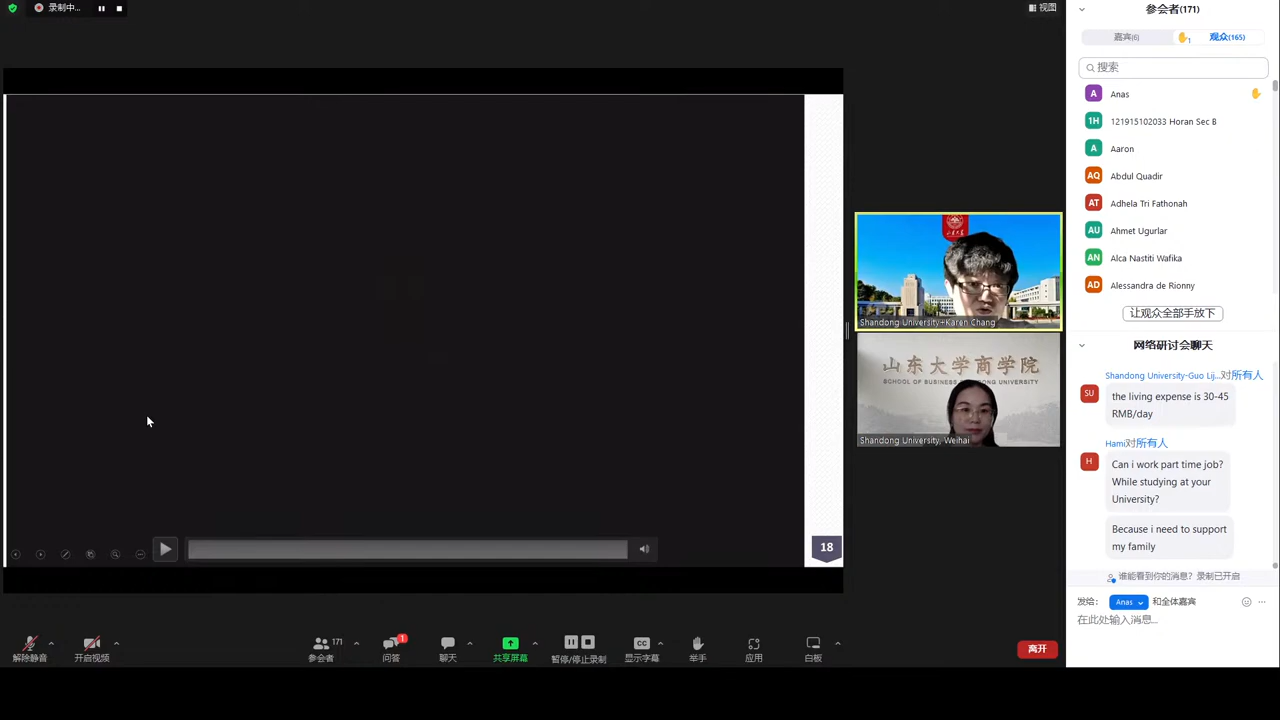 录制中...
视图
18
Shandong University+Karen Chang
山东大学商学院
SCHOOL OF BUSINESS SHANDONG UNIVERSITY
Shandong University, Weihai
参会者(171)
嘉宾(6)
1
观众(165)
搜索
A Anas
1H 121915102033 Horan Sec B
A Aaron
AQ Abdul Quadir
AT Adhela Tri Fathonah
AU Ahmet Ugurlar
AN Alca Nastiti Wafika
AD Alessandra de Rionny
让观众全部手放下
网络研讨会聊天
Shandong University-Guo Lij...对所有人
SU
the living expense is 30-45
RMB/day
Hami对所有人
H
Can i work part time job?
While studying at your
University?
Because i need to support
my family
谁能看到你的消息? 录制已开启
发给: Anas 和全体嘉宾
在此处输入消息...
解除静音
开启视频
171
参会者
1
问答
聊天
共享屏幕
暂停/停止录制
CC
显示字幕
举手
应用
白板
离开